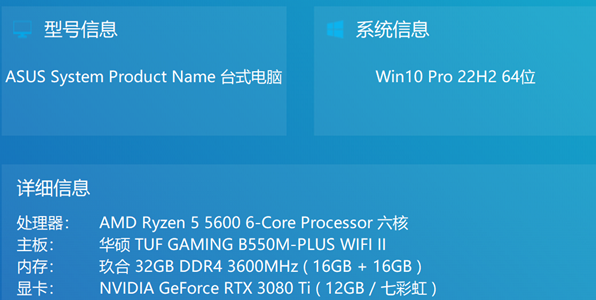 型号信息
系统信息
ASUS System Product Name 台式电脑
Win10 Pro 22H2 64位
详细信息
处理器： AMD Ryzen 5 5600 6-Core Processor 六核
主板： 华硕 TUF GAMING B550M-PLUS WIFI II
内存： 玖合 32GB DDR4 3600MHz ( 16GB + 16GB )
显卡： NVIDIA GeForce RTX 3080 Ti ( 12GB / 七彩虹 )